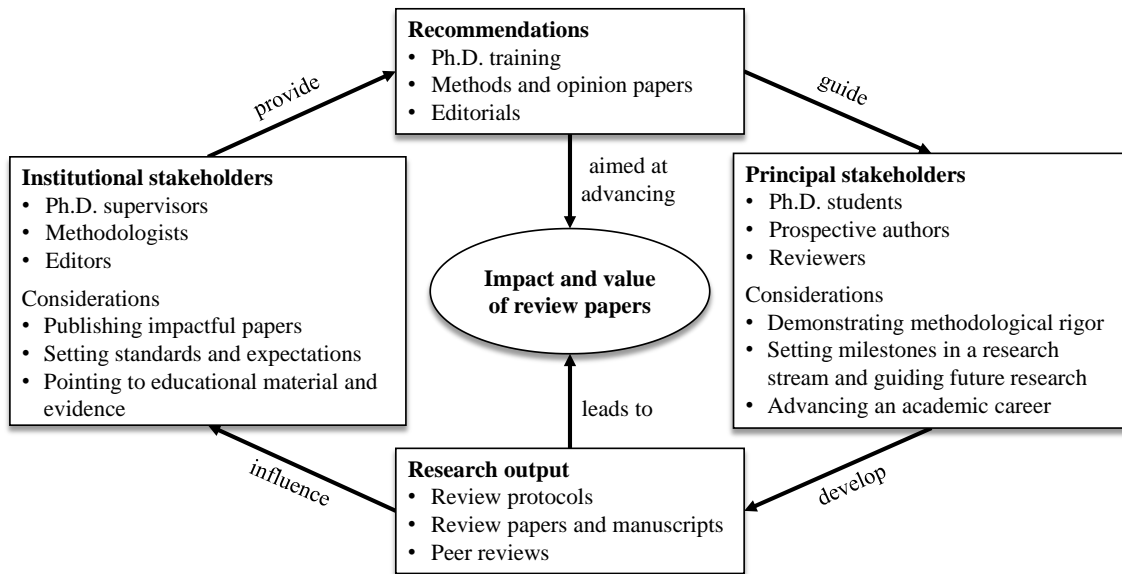 Recommendations
• Ph.D. training
• Methods and opinion papers
• Editorials
provide
guide
Institutional stakeholders
• Ph.D. supervisors
• Methodologists
• Editors
Considerations
• Publishing impactful papers
• Setting standards and expectations
• Pointing to educational material and
evidence
aimed at
advancing
Impact and value
of review papers
leads to
Principal stakeholders
• Ph.D. students
• Prospective authors
• Reviewers
Considerations
• Demonstrating methodological rigor
• Setting milestones in a research
stream and guiding future research
• Advancing an academic career
influence
develop
Research output
• Review protocols
• Review papers and manuscripts
• Peer reviews